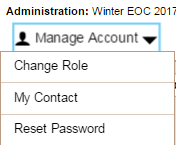 Administration: Winter EOC 2017
Manage Account
Change Role
My Contact
Reset Password